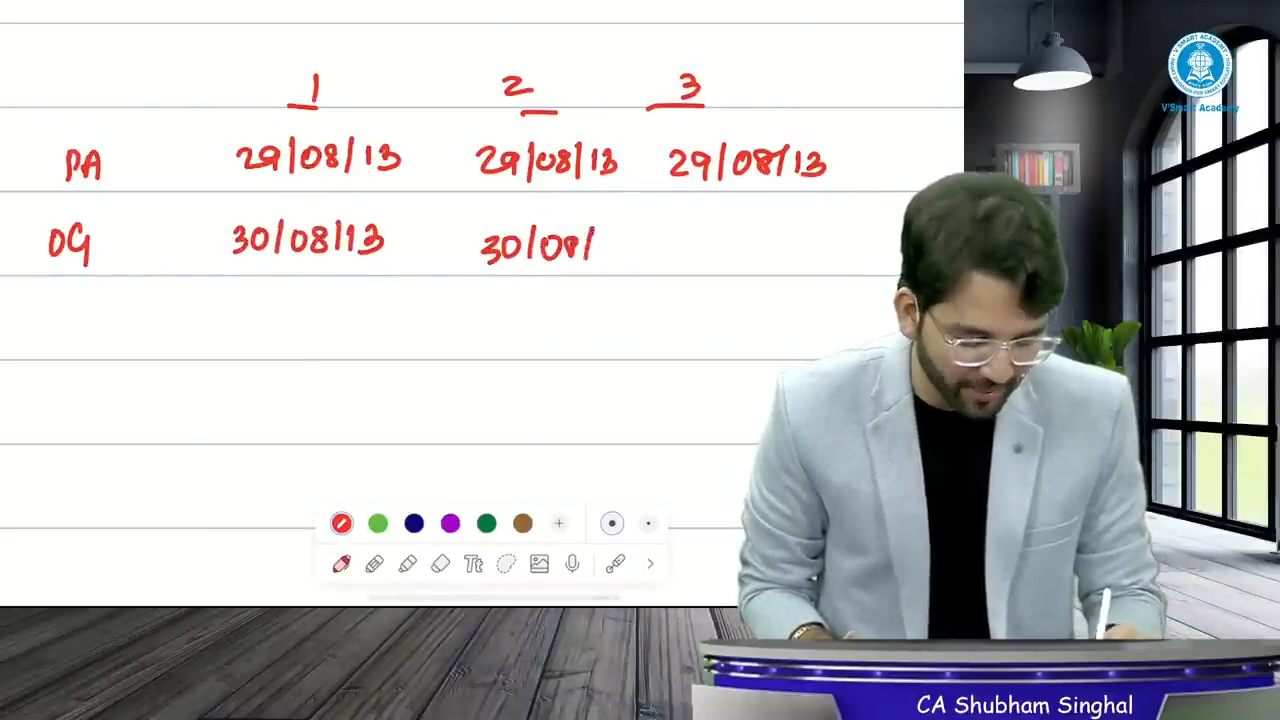 1 2 3
PA 29/08/13 29/08/13 29/08/13
OG 30/08/13 30/08/
V'Smart Academy
CA Shubham Singhal